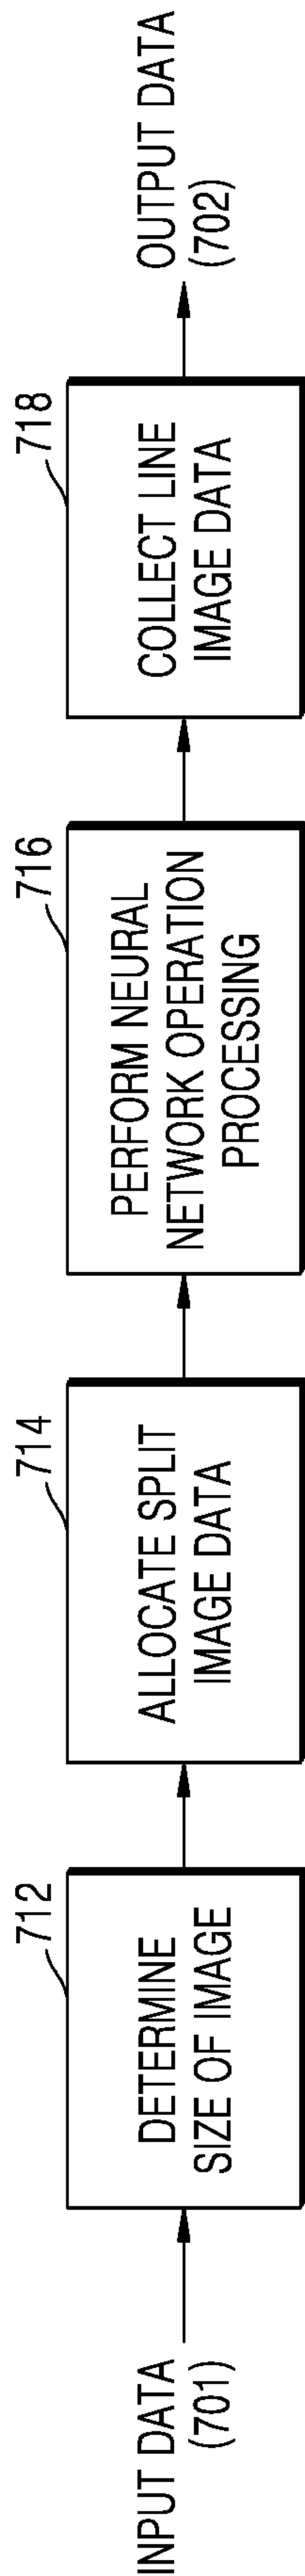 INPUT DATA
(701)
712
DETERMINE
SIZE OF IMAGE
714
ALLOCATE SPLIT
IMAGE DATA
716
PERFORM NEURAL
NETWORK OPERATION
PROCESSING
718
COLLECT LINE
IMAGE DATA
OUTPUT DATA
(702)